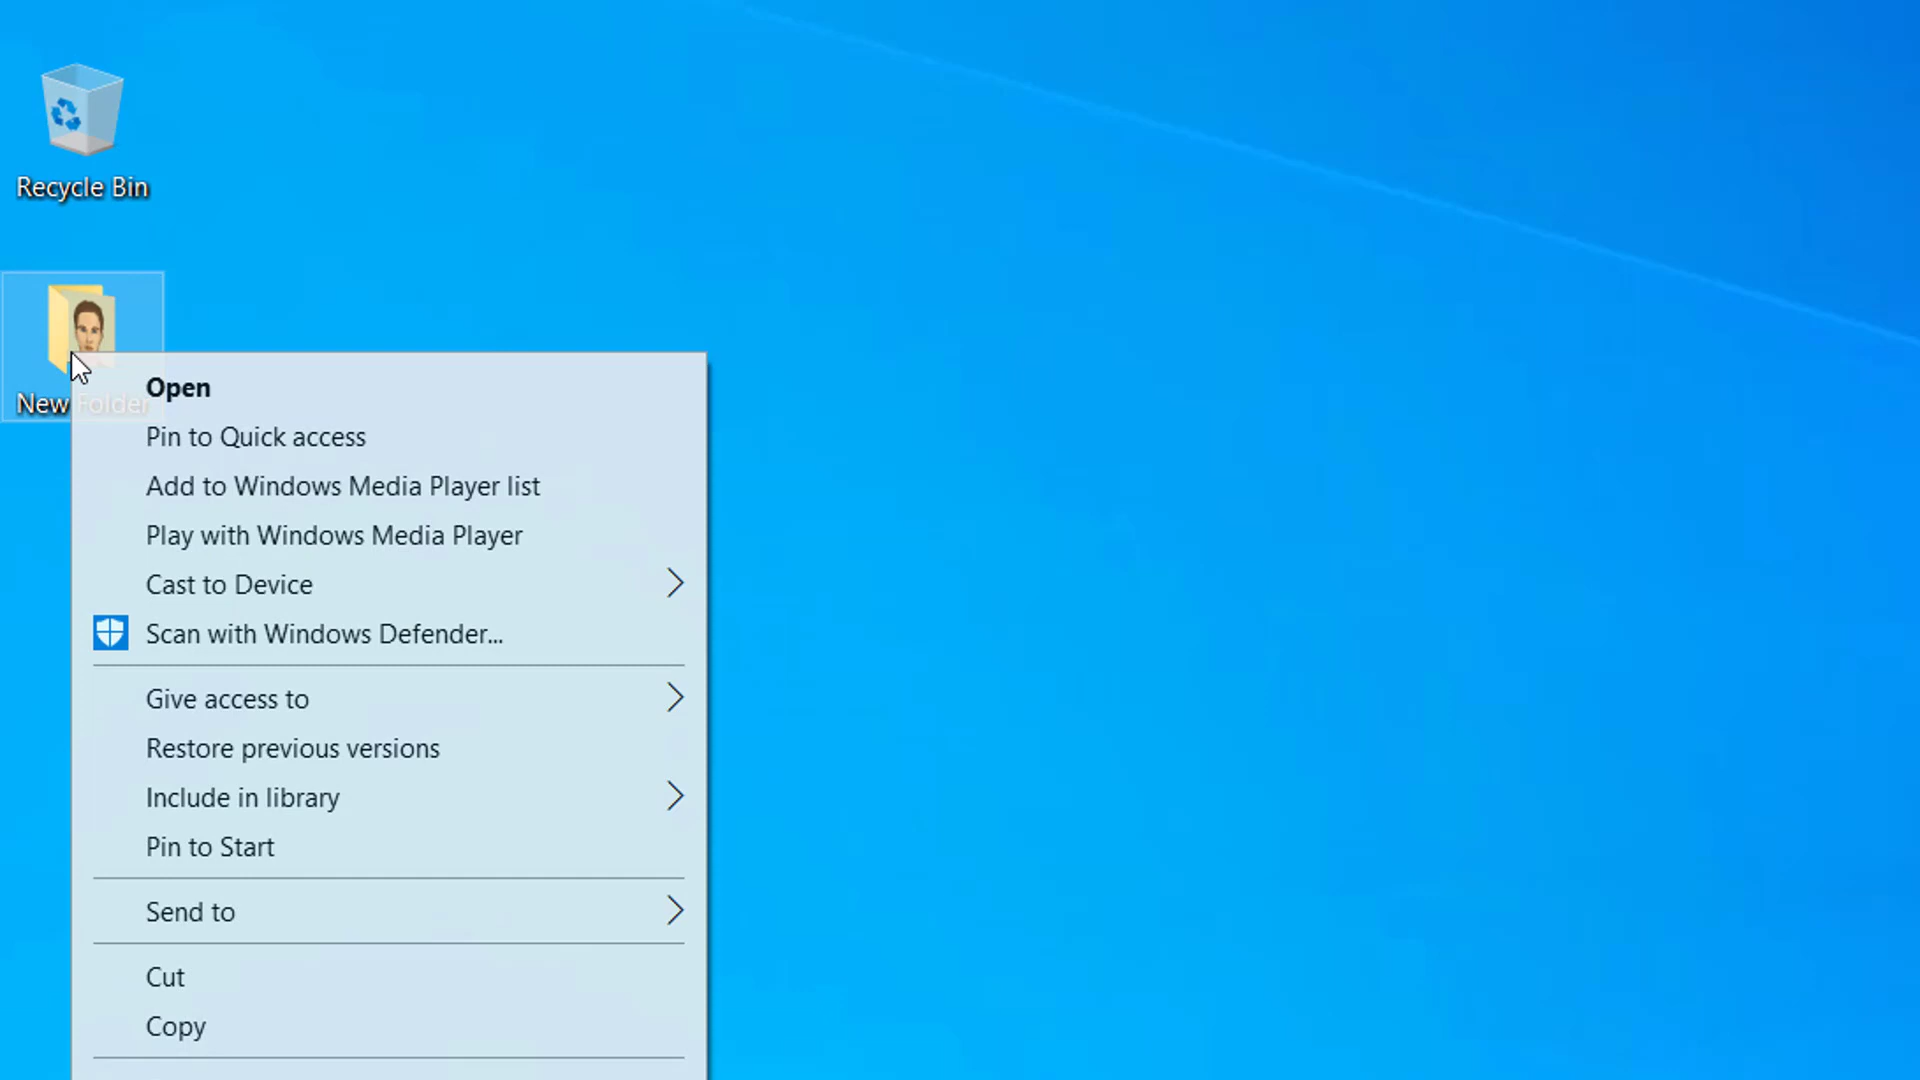 Recycle Bin
New Folder
Open
Pin to Quick access
Add to Windows Media Player list
Play with Windows Media Player
Cast to Device
Scan with Windows Defender...
Give access to
Restore previous versions
Include in library
Pin to Start
Send to
Cut
Copy